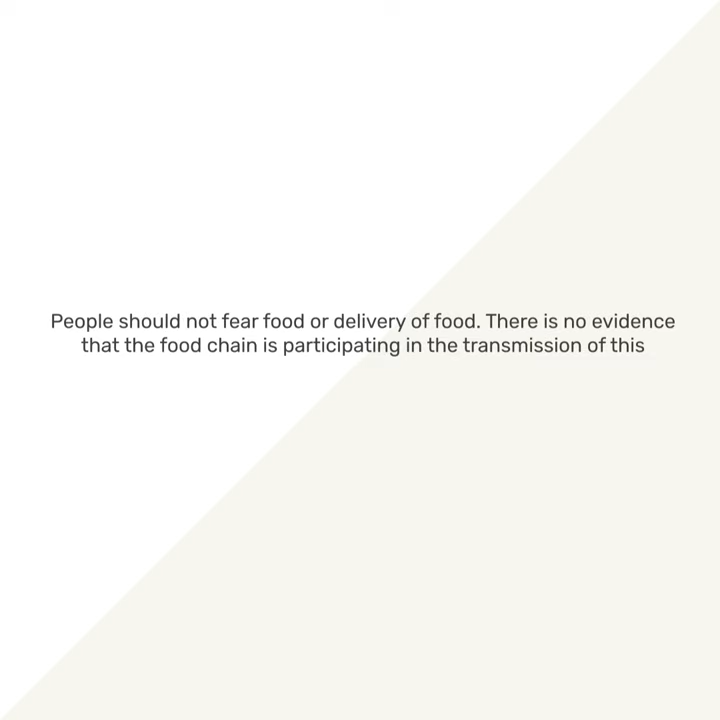 People should not fear food or delivery of food. There is no evidence
that the food chain is participating in the transmission of this